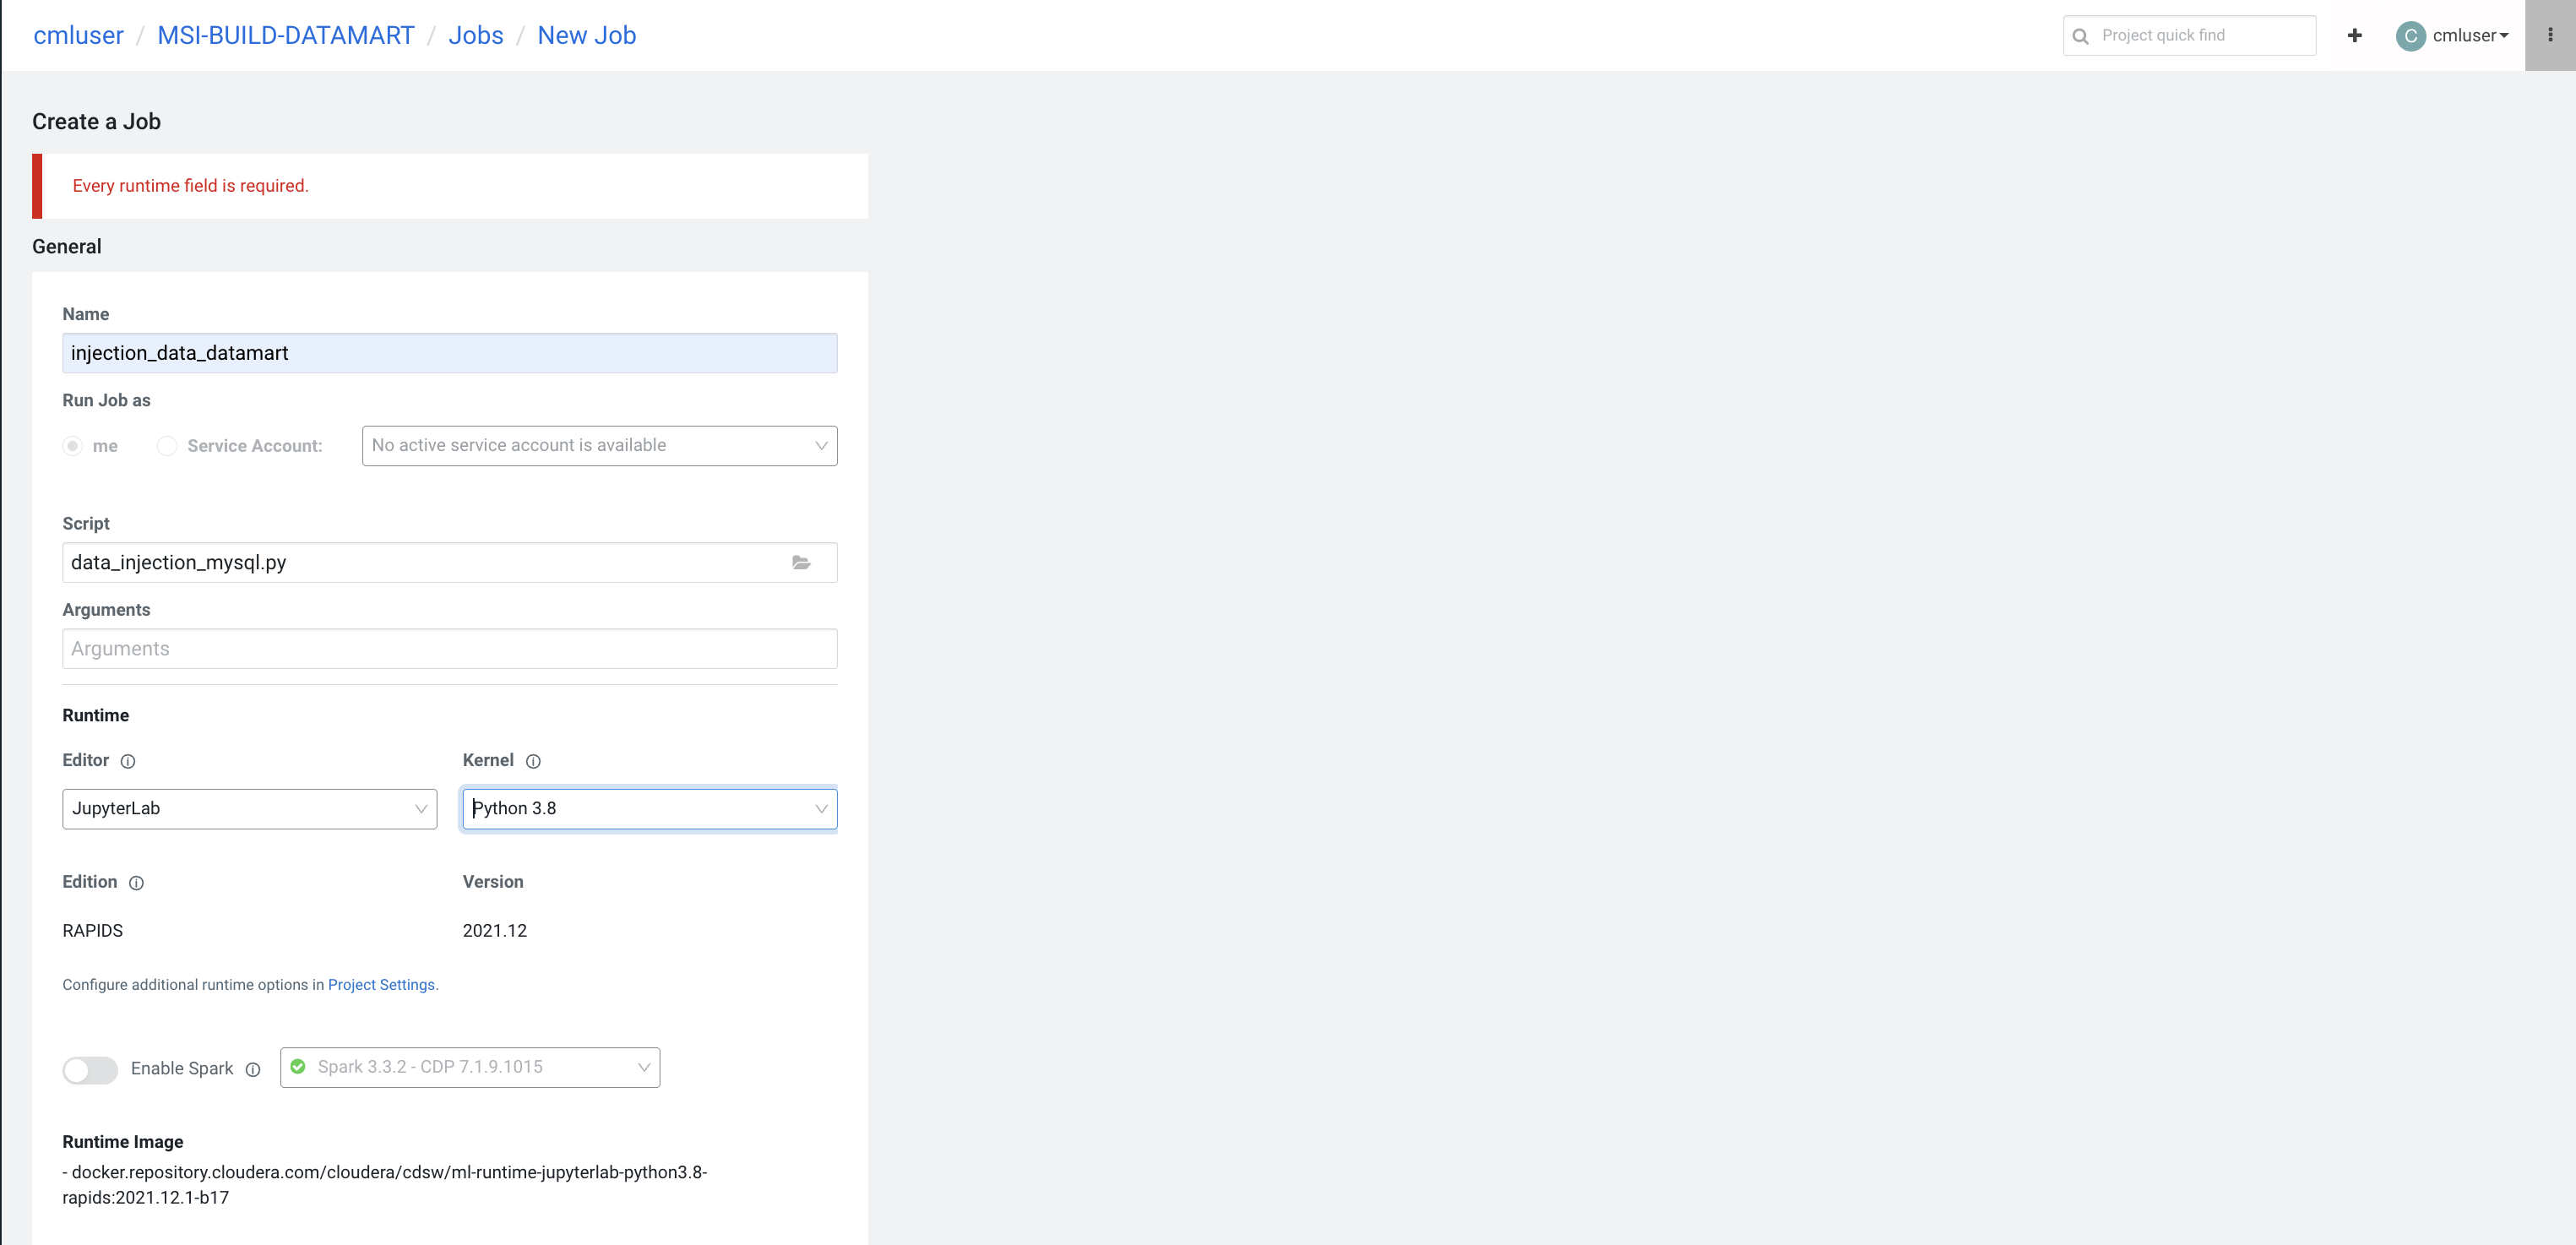 cmluser / MSI-BUILD-DATAMART / Jobs / New Job
Project quick find
C cmluser
Create a Job
Every runtime field is required.
General
Name
injection_data_datamart
Run Job as
me Service Account: No active service account is available
Script
data_injection_mysql.py
Arguments
Arguments
Runtime
Editor Kernel
JupyterLab Python 3.8
Edition Version
RAPIDS 2021.12
Configure additional runtime options in Project Settings.
Enable Spark Spark 3.3.2 - CDP 7.1.9.1015
Runtime Image
- docker.repository.cloudera.com/cloudera/cdsw/ml-runtime-jupyterlab-python3.8-
rapids:2021.12.1-b17